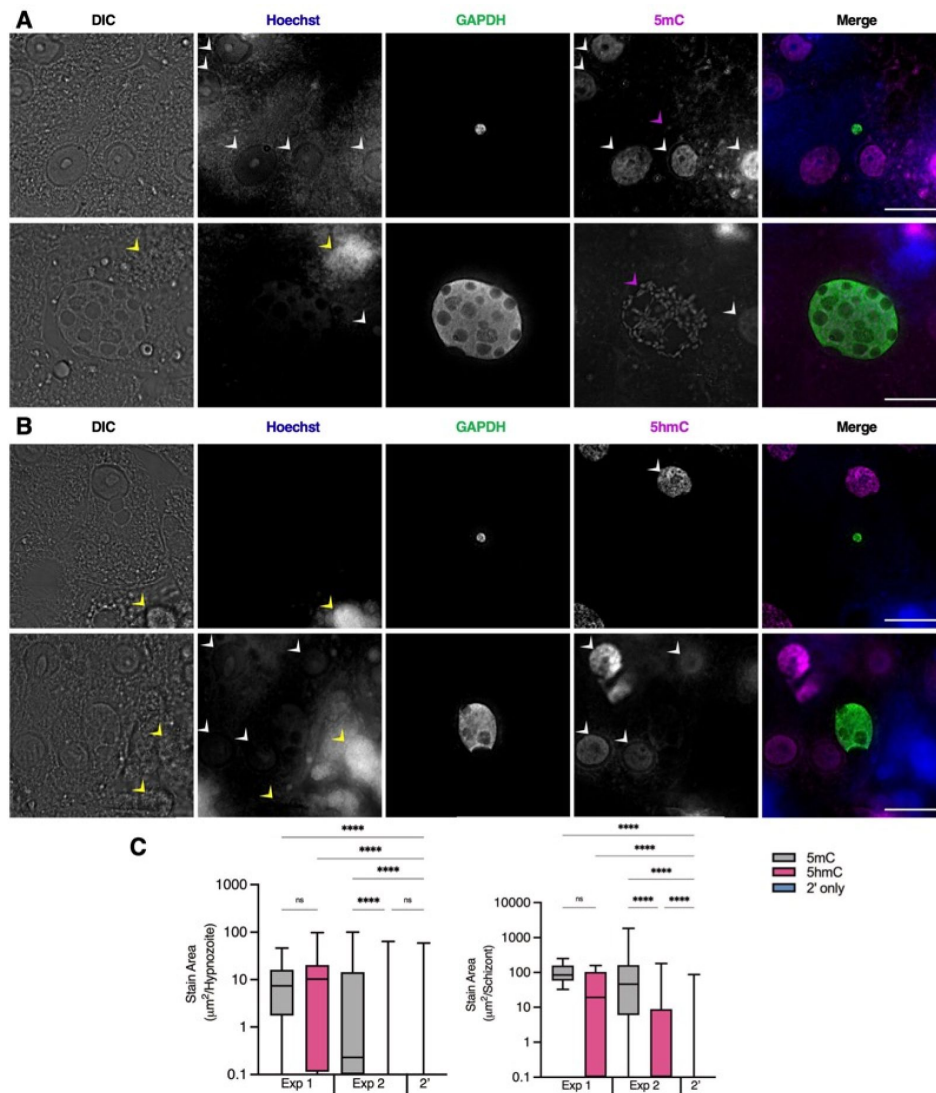 A
DIC Hoechst GAPDH 5mC Merge
B
DIC Hoechst GAPDH 5hmC Merge
C
****
****
****
ns **** ns
1000
100
10
1
0.1
Stain Area
(μm²/Hypnozoite)
Exp 1 Exp 2 2'
****
****
****
ns **** ****
10000
1000
100
10
1
0.1
Stain Area
(μm²/Schizont)
Exp 1 Exp 2 2'
5mC
5hmC
2' only